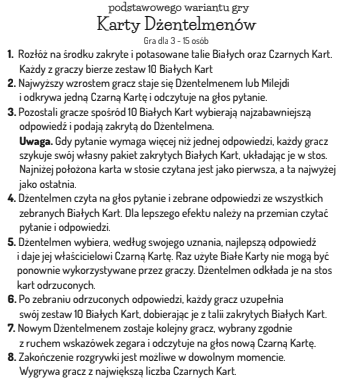 podstawowego wariantu gry
Karty Dżentelmenów
Gra dla 3 - 15 osób
1. Rozłóż na środku zakryte i potasowane talie Białych oraz Czarnych Kart.
Każdy z graczy bierze zestaw 10 Białych Kart
2. Najwyższy wzrostem gracz staje się Dżentelmenem lub Milejdi
i odkrywa jedną Czarną Kartę i odczytuje na głos pytanie.
3. Pozostali gracze spośród 10 Białych Kart wybierają najzabawniejszą
odpowiedź i podają zakrytą do Dżentelmena.
Uwaga. Gdy pytanie wymaga więcej niż jednej odpowiedzi, każdy gracz
szykuje swój własny pakiet zakrytych Białych Kart, układając je w stos.
Najniżej położona karta w stosie czytana jest jako pierwsza, a ta najwyżej
jako ostatnia.
4. Dżentelmen czyta na głos pytanie i zebrane odpowiedzi ze wszystkich
zebranych Białych Kart. Dla lepszego efektu należy na przemian czytać
pytanie i odpowiedzi.
5. Dżentelmen wybiera, według swojego uznania, najlepszą odpowiedź
i daje jej właścicielowi Czarną Kartę. Raz użyte Białe Karty nie mogą być
ponownie wykorzystywane przez graczy. Dżentelmen odkłada je na stos
kart odrzuconych.
6. Po zebraniu odrzuconych odpowiedzi, każdy gracz uzupełnia
swój zestaw 10 Białych Kart, dobierając je z talii zakrytych Białych Kart.
7. Nowym Dżentelmenem zostaje kolejny gracz, wybrany zgodnie
z ruchem wskazówek zegara i odczytuje na głos nową Czarną Kartę.
8. Zakończenie rozgrywki jest możliwe w dowolnym momencie.
Wygrywa gracz z największą liczba Czarnych Kart.